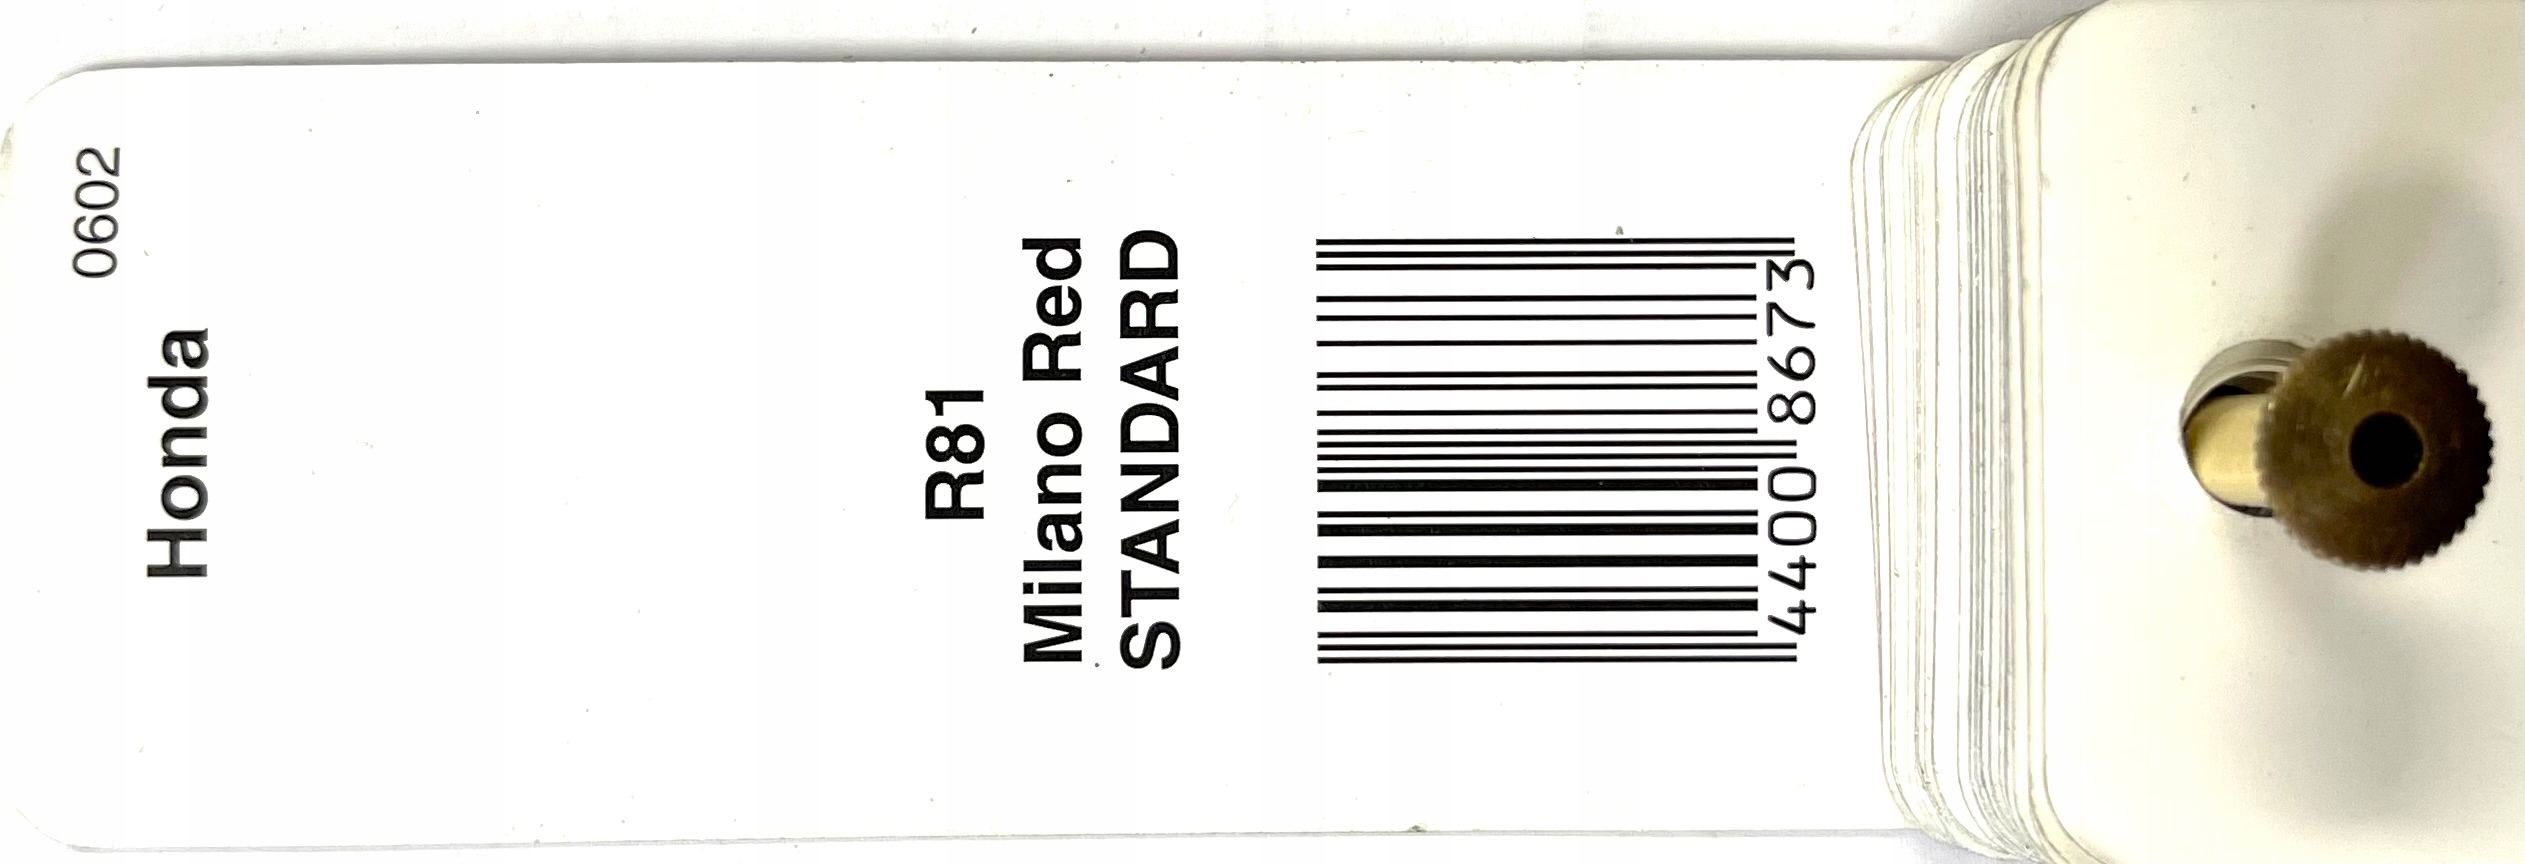 0602
Honda
R81
Milano Red
STANDARD
4400 8673